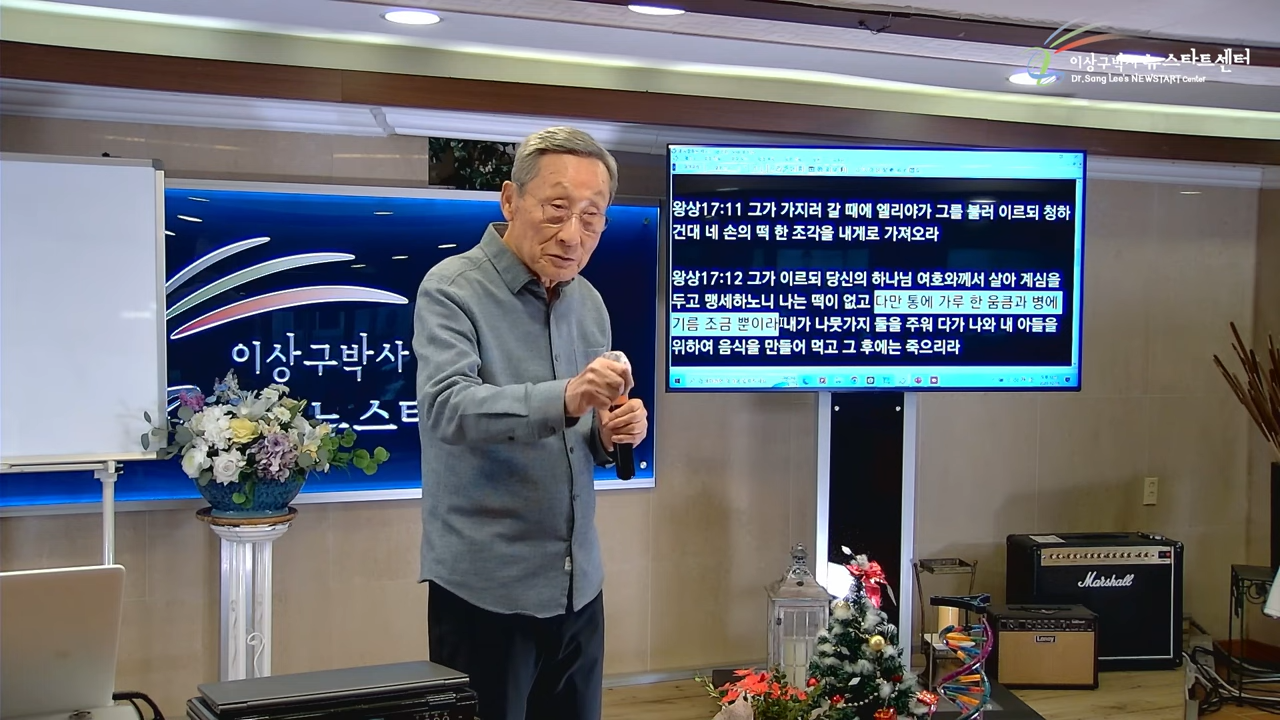 이상구박사 뉴스타트센터
Dr.Sang Lee's NEWSTART Center
왕상17:11 그가 가지러 갈 때에 엘리야가 그를 불러 이르되 청하
건대 네 손의 떡 한 조각을 내게로 가져오라
왕상17:12 그가 이르되 당신의 하나님 여호와께서 살아 계심을
두고 맹세하노니 나는 떡이 없고 다만 통에 가루 한 움큼과 병에
기름 조금 뿐이라 내가 나뭇가지 둘을 주워 다가 나와 내 아들을
위하여 음식을 만들어 먹고 그 후에는 죽으리라
이상구박사
뉴스타
Marshall
Laney